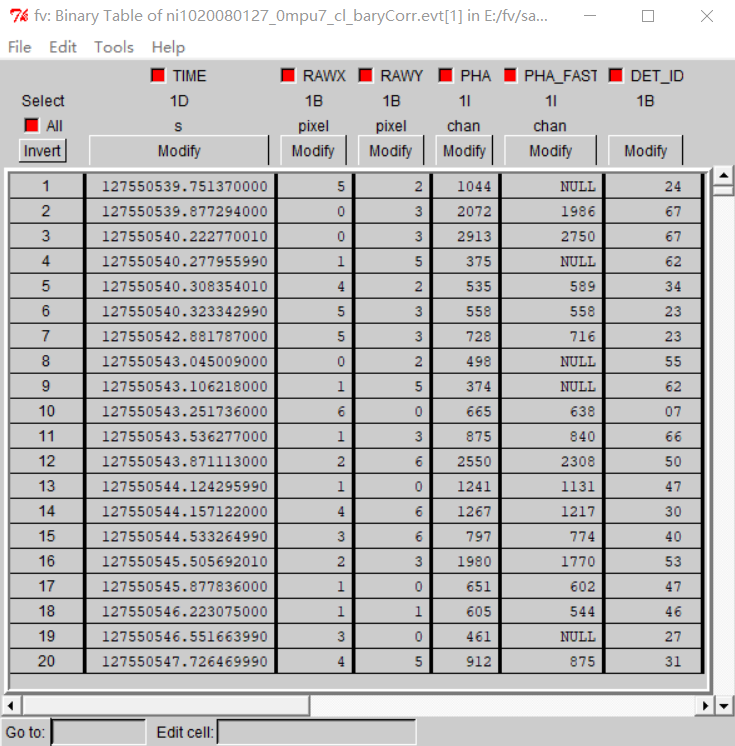 fv: Binary Table of ni1020080127_0mpu7_cl_baryCorr.evt[1] in E:/fv/sa...
File Edit Tools Help
TIME RAWX RAWY PHA PHA_FAST DET_ID
Select 1D 1B 1B 1I 1I 1B
All s pixel pixel chan chan
Invert Modify Modify Modify Modify Modify Modify
1 127550539.751370000 5 2 1044 NULL 24
2 127550539.877294000 0 3 2072 1986 67
3 127550540.222770010 0 3 2913 2750 67
4 127550540.277955990 1 5 375 NULL 62
5 127550540.308354010 4 2 535 589 34
6 127550540.323342990 5 3 558 558 23
7 127550542.881787000 5 3 728 716 23
8 127550543.045009000 0 2 498 NULL 55
9 127550543.106218000 1 5 374 NULL 62
10 127550543.251736000 6 0 665 638 07
11 127550543.536277000 1 3 875 840 66
12 127550543.871113000 2 6 2550 2308 50
13 127550544.124295990 1 0 1241 1131 47
14 127550544.157122000 4 6 1267 1217 30
15 127550544.533264990 3 6 797 774 40
16 127550545.505692010 2 3 1980 1770 53
17 127550545.877836000 1 0 651 602 47
18 127550546.223075000 1 1 605 544 46
19 127550546.551663990 3 0 461 NULL 27
20 127550547.726469990 4 5 912 875 31
Go to: Edit cell: